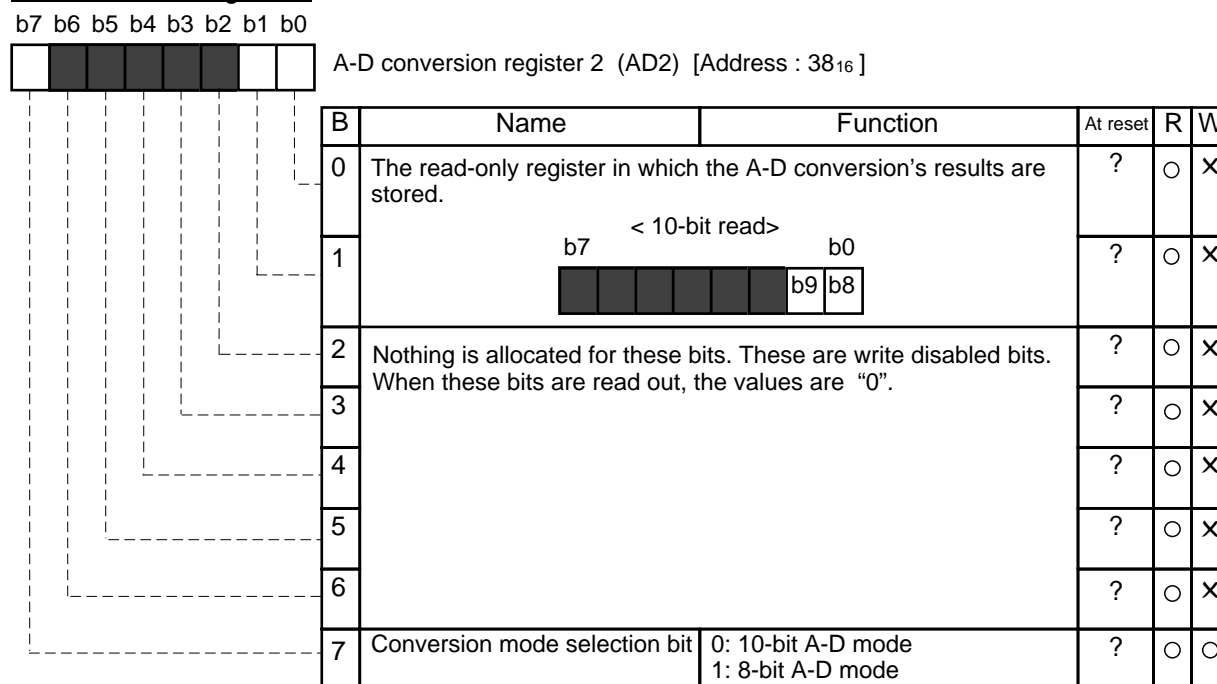 b7 b6 b5 b4 b3 b2 b1 b0
A-D conversion register 2 (AD2) [Address : 38₁₆ ]
B Name Function At reset R W
0 The read-only register in which the A-D conversion’s results are stored. ? ○ ×
< 10-bit read>
b7 b0
1 ? ○ ×
b9 b8
2 Nothing is allocated for these bits. These are write disabled bits. ? ○ ×
When these bits are read out, the values are “0”.
3 ? ○ ×
4 ? ○ ×
5 ? ○ ×
6 ? ○ ×
7 Conversion mode selection bit 0: 10-bit A-D mode ? ○ ○
1: 8-bit A-D mode